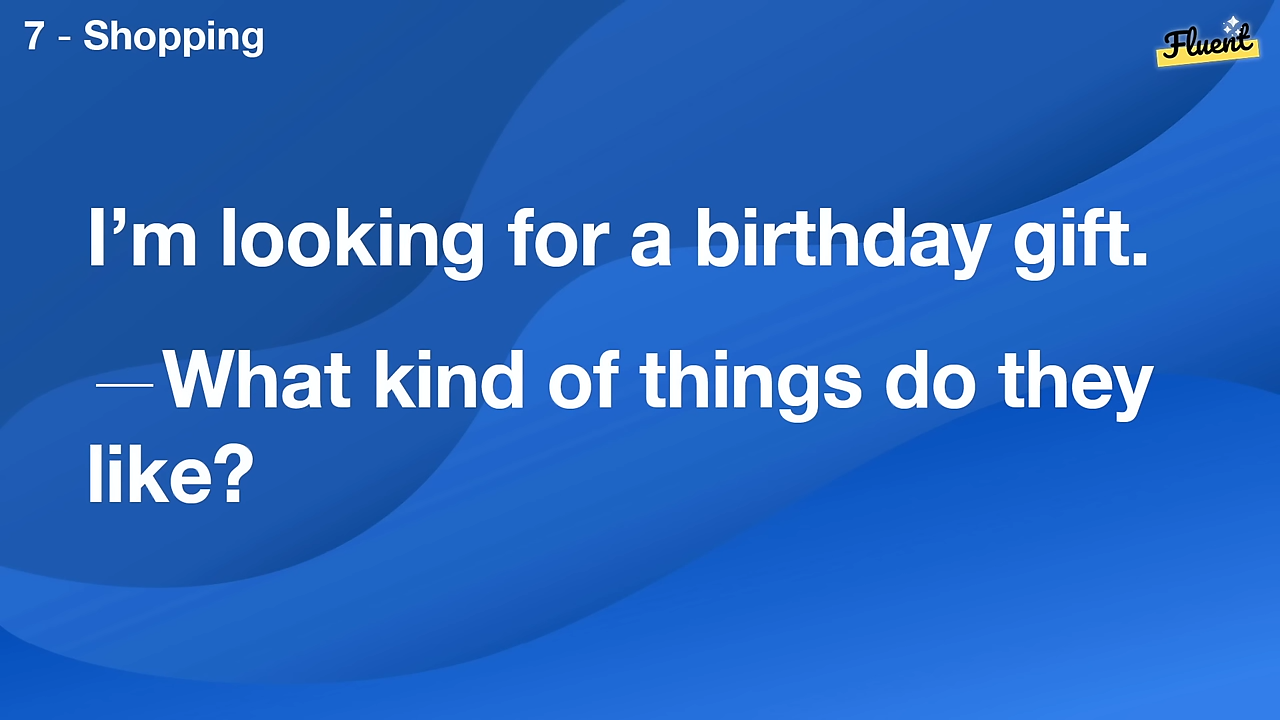 7 - Shopping
Fluent
I’m looking for a birthday gift.
—What kind of things do they
like?